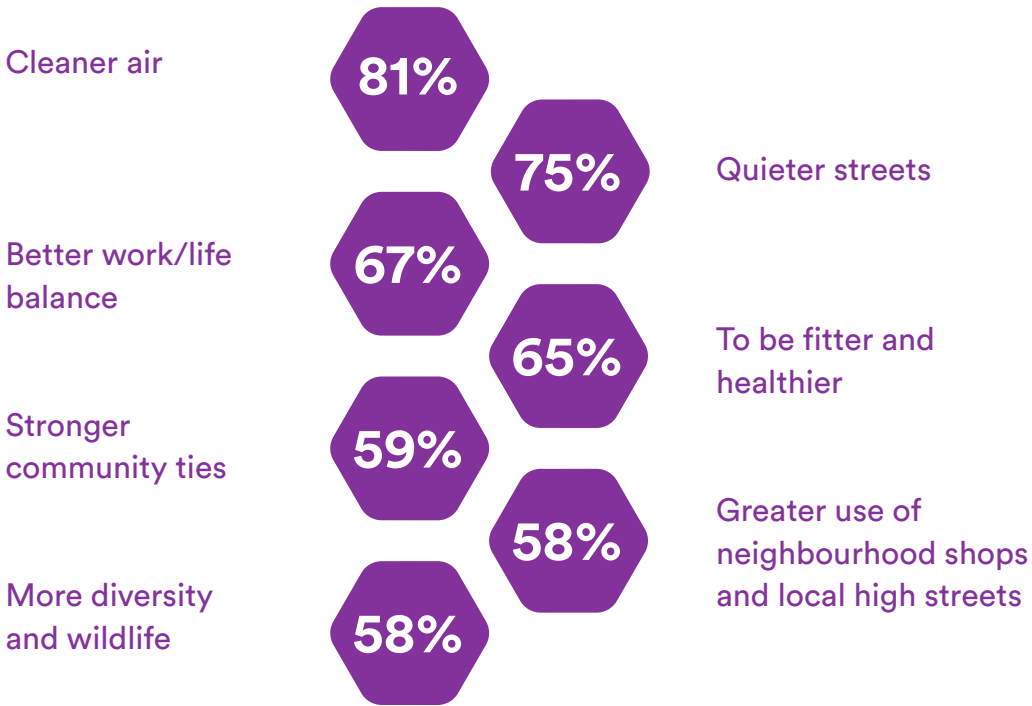 Cleaner air
81%
75%
Quieter streets
Better work/life
balance
67%
65%
To be fitter and
healthier
Stronger
community ties
59%
58%
Greater use of
neighbourhood shops
and local high streets
More diversity
and wildlife
58%